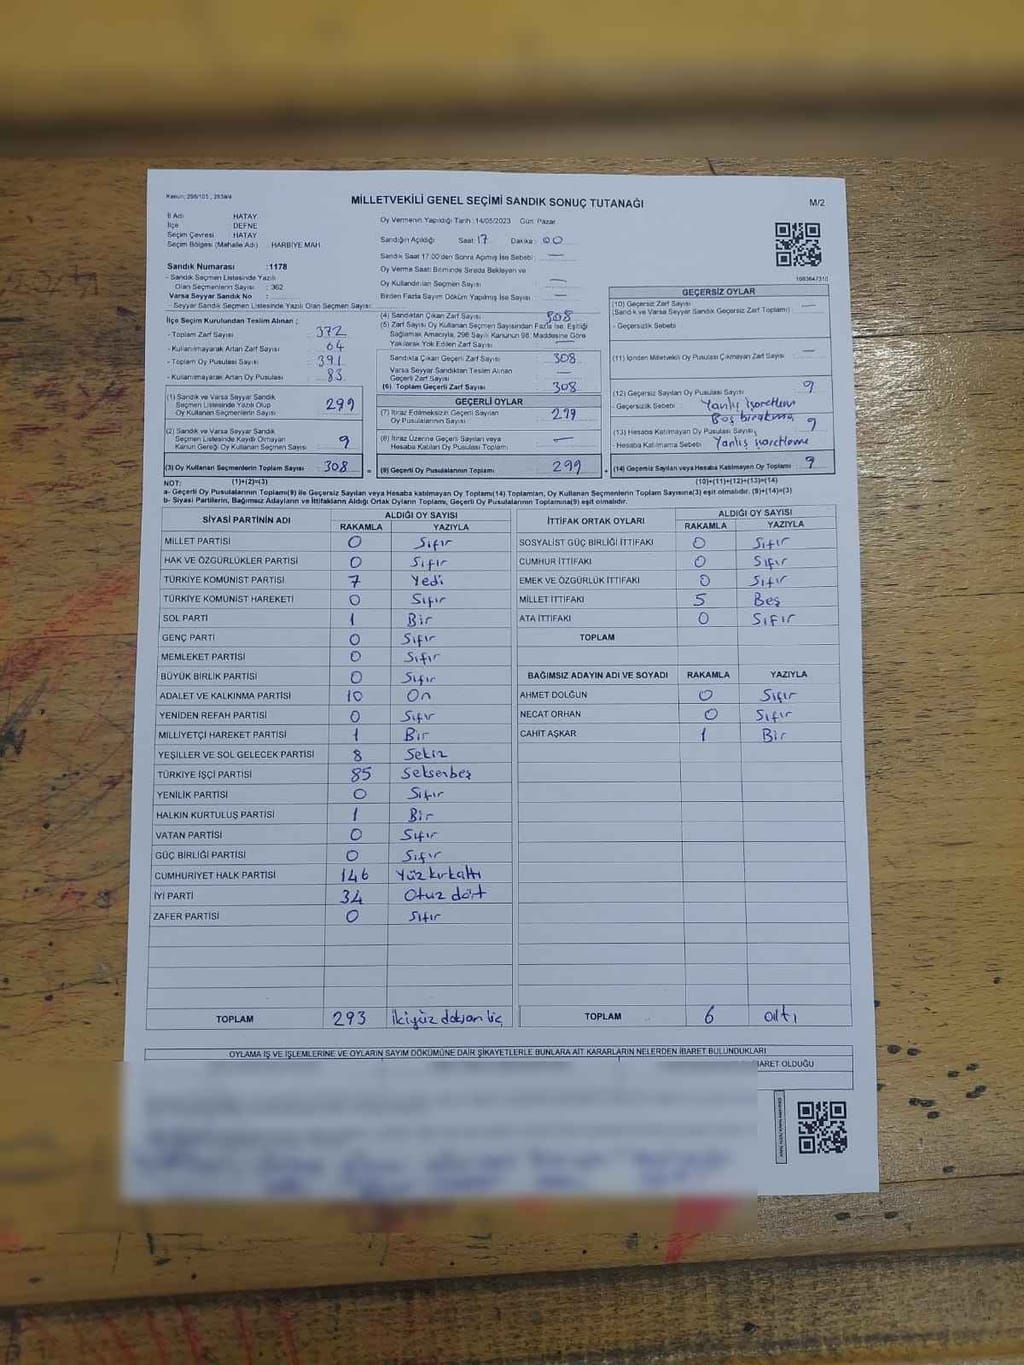 Kanun; 298/105 , 2839/4
MİLLETVEKİLİ GENEL SEÇİMİ SANDIK SONUÇ TUTANAĞI
M/2
İl Adı HATAY
İlçe DEFNE
Seçim Çevresi HATAY
Seçim Bölgesi (Mahalle Adı) : HARBİYE MAH
Sandık Numarası :1178
- Sandık Seçmen Listesinde Yazılı
Olan Seçmenlerin Sayısı : 362
Varsa Seyyar Sandık No :
- Seyyar Sandık Seçmen Listesinde Yazılı Olan Seçmen Sayısı:
Oy Vermenin Yapıldığı Tarih : 14/05/2023 Gün: Pazar
Sandığın Açıldığı Saat: 17 Dakika: 00
Sandık Saat 17:00'den Sonra Açılmış İse Sebebi : —
Oy Verme Saati Bitiminde Sırada Bekleyen ve
Oy Kullandırılan Seçmen Sayısı : —
Birden Fazla Sayım Döküm Yapılmış İse Sayısı : —
1083647310
İlçe Seçim Kurulundan Teslim Alınan ;
- Toplam Zarf Sayısı : 372
- Kullanılmayarak Artan Zarf Sayısı : 64
- Toplam Oy Pusulası Sayısı : 391
- Kullanılmayarak Artan Oy Pusulası : 83
(1) Sandık ve Varsa Seyyar Sandık
Seçmen Listesinde Yazılı Olup
Oy Kullanan Seçmenlerin Sayısı : 299
(2) Sandık ve Varsa Seyyar Sandık
Seçmen Listesinde Kaydı Olmayan
Kanun Gereği Oy Kullanan Seçmen Sayısı : 9
(3) Oy Kullanan Seçmenlerin Toplam Sayısı : 308 =
(4) Sandıktan Çıkan Zarf Sayısı : 308
(5) Zarf Sayısı Oy Kullanan Seçmen Sayısından Fazla İse, Eşitliği
Sağlamak Amacıyla, 298 Sayılı Kanunun 98. Maddesine Göre
Yakılarak Yok Edilen Zarf Sayısı : —
Sandıkta Çıkan Geçerli Zarf Sayısı : 308
Varsa Seyyar Sandıktan Teslim Alınan
Geçerli Zarf Sayısı : —
(6) Toplam Geçerli Zarf Sayısı : 308
GEÇERLİ OYLAR
(7) İtiraz Edilmeksizin Geçerli Sayılan
Oy Pusulalarının Sayısı : 299
(8) İtiraz Üzerine Geçerli Sayılan veya
Hesaba Katılan Oy Pusulası Toplamı : —
(9) Geçerli Oy Pusulalarının Toplamı : 299 +
GEÇERSİZ OYLAR
(10) Geçersiz Zarf Sayısı : —
(Sandık ve Varsa Seyyar Sandık Geçersiz Zarf Toplamı)
- Geçersizlik Sebebi :
(11) İçinden Milletvekili Oy Pusulası Çıkmayan Zarf Sayısı : —
(12) Geçersiz Sayılan Oy Pusulası Sayısı : 9
- Geçersizlik Sebebi : Yanlış işaretleme
Boş bırakma
(13) Hesaba Katılmayan Oy Pusulası Sayısı : 9
- Hesaba Katılmama Sebebi : Yanlış işaretleme
(14) Geçersiz Sayılan veya Hesaba Katılmayan Oy Toplamı : 9
NOT: (1)+(2)=(3) (10)+(11)+(12)+(13)=(14)
a- Geçerli Oy Pusulalarının Toplamı(9) ile Geçersiz Sayılan veya Hesaba katılmayan Oy Toplamı(14) Toplamları, Oy Kullanan Seçmenlerin Toplam Sayısına(3) eşit olmalıdır. (9)+(14)=(3)
b- Siyasi Partilerin, Bağımsız Adayların ve İttifakların Aldığı Ortak Oyların Toplamı, Geçerli Oy Pusulalarının Toplamına(9) eşit olmalıdır.
SİYASİ PARTİNİN ADI ALDIĞI OY SAYISI
RAKAMLA YAZIYLA
MİLLET PARTİSİ 0 Sıfır
HAK VE ÖZGÜRLÜKLER PARTİSİ 0 Sıfır
TÜRKİYE KOMÜNİST PARTİSİ 7 Yedi
TÜRKİYE KOMÜNİST HAREKETİ 0 Sıfır
SOL PARTİ 1 Bir
GENÇ PARTİ 0 Sıfır
MEMLEKET PARTİSİ 0 Sıfır
BÜYÜK BİRLİK PARTİSİ 0 Sıfır
ADALET VE KALKINMA PARTİSİ 10 On
YENİDEN REFAH PARTİSİ 0 Sıfır
MİLLİYETÇİ HAREKET PARTİSİ 1 Bir
YEŞİLLER VE SOL GELECEK PARTİSİ 8 Sekiz
TÜRKİYE İŞÇİ PARTİSİ 85 Seksenbeş
YENİLİK PARTİSİ 0 Sıfır
HALKIN KURTULUŞ PARTİSİ 1 Bir
VATAN PARTİSİ 0 Sıfır
GÜÇ BİRLİĞİ PARTİSİ 0 Sıfır
CUMHURİYET HALK PARTİSİ 146 Yüz kırkaltı
İYİ PARTİ 34 Otuz dört
ZAFER PARTİSİ 0 Sıfır
TOPLAM 293 İkiyüz doksan üç
İTTİFAK ORTAK OYLARI ALDIĞI OY SAYISI
RAKAMLA YAZIYLA
SOSYALİST GÜÇ BİRLİĞİ İTTİFAKI 0 Sıfır
CUMHUR İTTİFAKI 0 Sıfır
EMEK VE ÖZGÜRLÜK İTTİFAKI 0 Sıfır
MİLLET İTTİFAKI 5 Beş
ATA İTTİFAKI 0 Sıfır
TOPLAM
BAĞIMSIZ ADAYIN ADI VE SOYADI RAKAMLA YAZIYLA
AHMET DOLĞUN 0 Sıfır
NECAT ORHAN 0 Sıfır
CAHİT AŞKAR 1 Bir
TOPLAM 6 altı
OYLAMA İŞ VE İŞLEMLERİNE VE OYLARIN SAYIM DÖKÜMÜNE DAİR ŞİKAYETLERLE BUNLARA AİT KARARLARIN NELERDEN İBARET BULUNDUKLARI
İBARET OLDUĞU